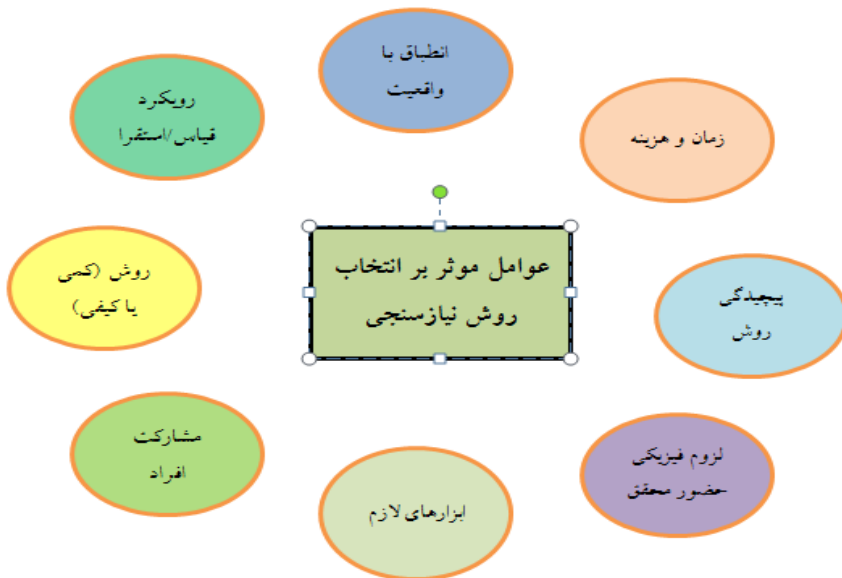 انطباق با
واقعیت
زمان و هزینه
رویکرد
قیاس/استقرا
عوامل موثر بر انتخاب
روش نیازسنجی
پیچیدگی
روش
روش (کمی
یا کیفی)
لزوم فیزیکی
حضور محقق
مشارکت
افراد
ابزارهای لازم